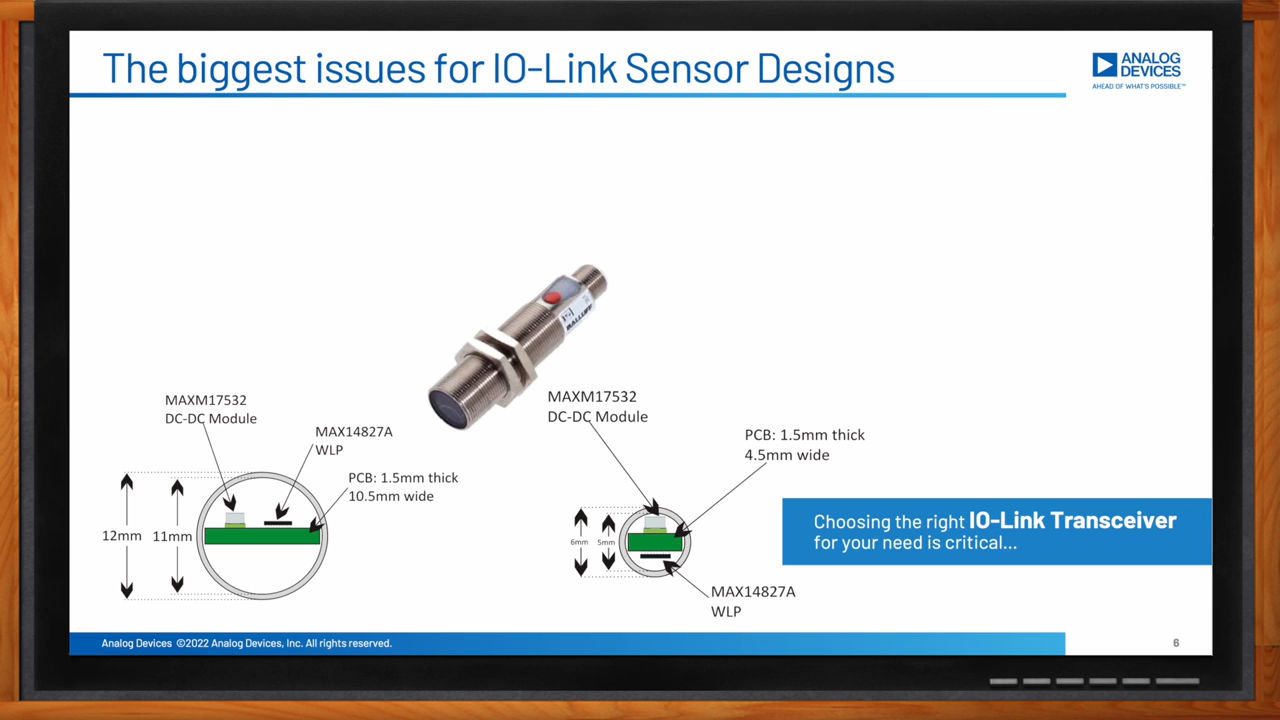 The biggest issues for IO-Link Sensor Designs
ANALOG
DEVICES
AHEAD OF WHAT'S POSSIBLE™
BALLUFF
MAXM17532
DC-DC Module
MAX14827A
WLP
PCB: 1.5mm thick
10.5mm wide
12mm
11mm
MAXM17532
DC-DC Module
PCB: 1.5mm thick
4.5mm wide
6mm
5mm
MAX14827A
WLP
Choosing the right IO-Link Transceiver
for your need is critical...
Analog Devices ©2022 Analog Devices, Inc. All rights reserved.
6